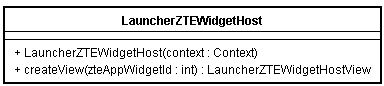 LauncherZTEWidgetHost
+ LauncherZTEWidgetHost(context : Context)
+ createView(zteAppWidgetId : int) : LauncherZTEWidgetHostView